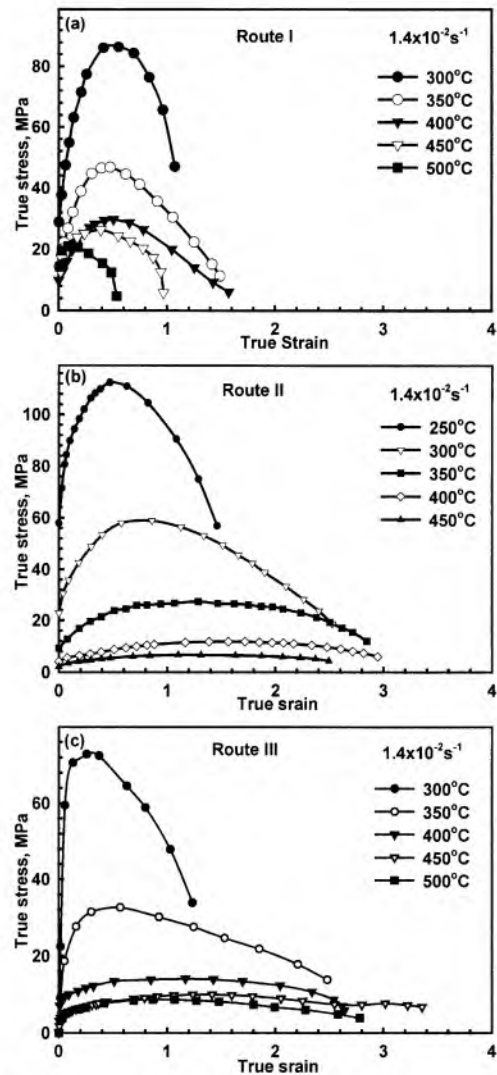 (a)
Route I
1.4x10⁻²s⁻¹
300°C
350°C
400°C
450°C
500°C
True stress, MPa
80
60
40
20
0
0 1 2 3 4
True Strain
(b)
Route II
1.4x10⁻²s⁻¹
250°C
300°C
350°C
400°C
450°C
True stress, MPa
100
80
60
40
20
0
0 1 2 3 4
True srain
(c)
Route III
1.4x10⁻²s⁻¹
300°C
350°C
400°C
450°C
500°C
True stress, MPa
60
40
20
0
0 1 2 3 4
True srain